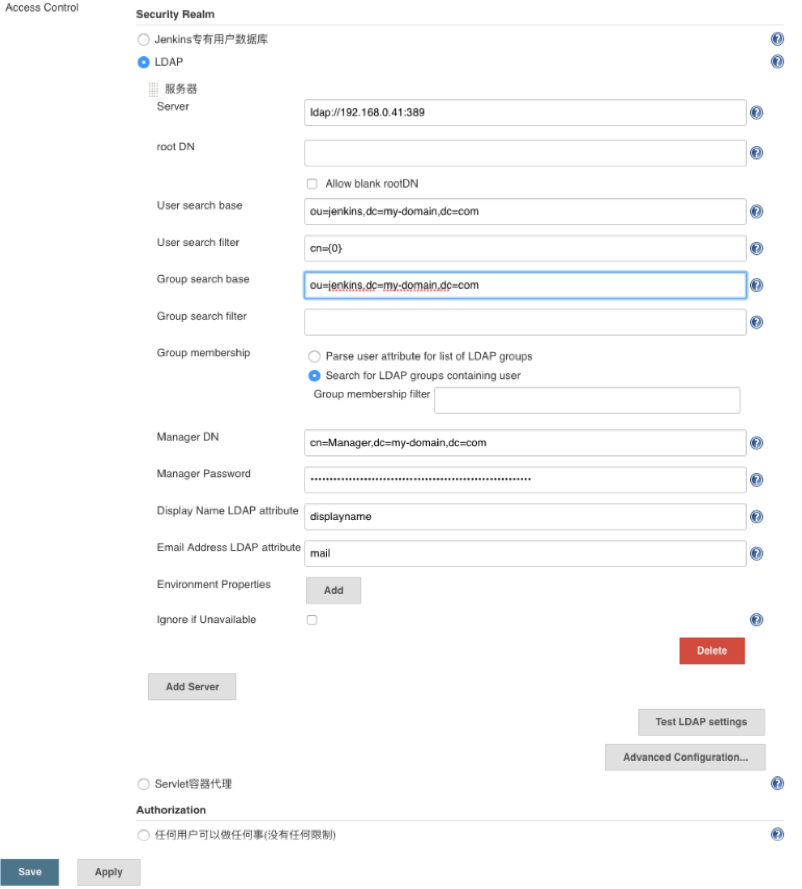 Access Control
Security Realm
Jenkins专有用户数据库
LDAP
服务器
Server
ldap://192.168.0.41:389
root DN
Allow blank rootDN
User search base
ou=jenkins,dc=my-domain,dc=com
User search filter
cn={0}
Group search base
ou=jenkins,dc=my-domain,dc=com
Group search filter
Group membership
Parse user attribute for list of LDAP groups
Search for LDAP groups containing user
Group membership filter
Manager DN
cn=Manager,dc=my-domain,dc=com
Manager Password
Display Name LDAP attribute
displayname
Email Address LDAP attribute
mail
Environment Properties
Add
Ignore if Unavailable
Delete
Add Server
Test LDAP settings
Advanced Configuration...
Servlet容器代理
Authorization
任何用户可以做任何事(没有任何限制)
Save
Apply